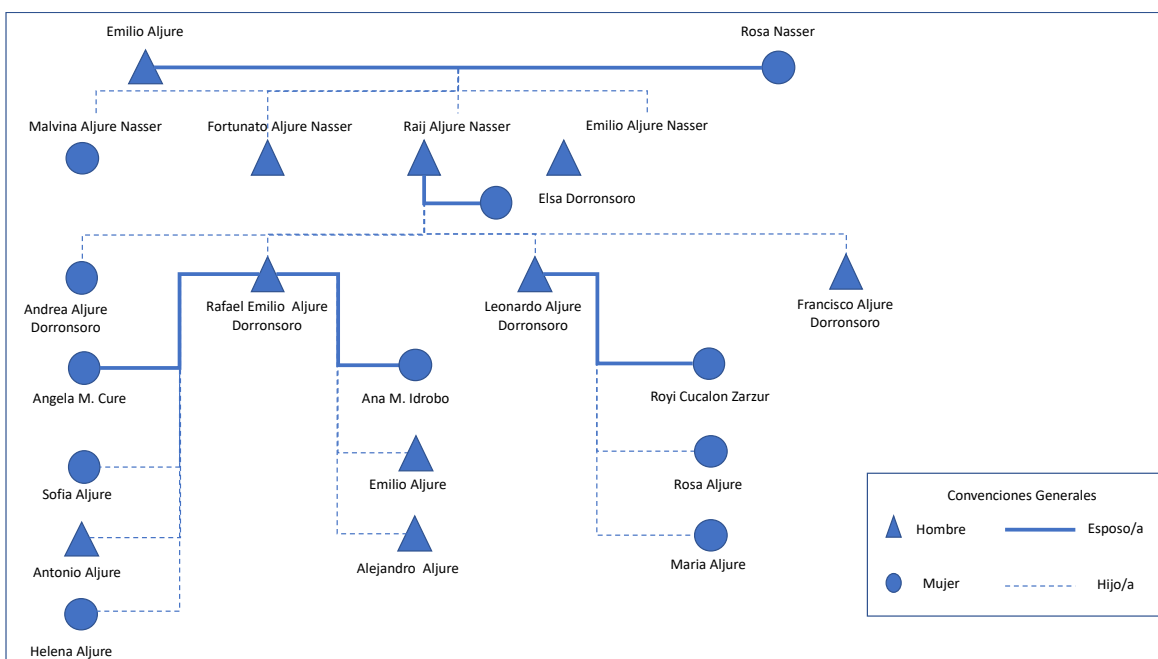 Emilio Aljure
Rosa Nasser
Malvina Aljure Nasser
Fortunato Aljure Nasser
Raij Aljure Nasser
Emilio Aljure Nasser
Elsa Dorronsoro
Andrea Aljure
Dorronsoro
Rafael Emilio Aljure
Dorronsoro
Leonardo Aljure
Dorronsoro
Francisco Aljure
Dorronsoro
Angela M. Cure
Ana M. Idrobo
Royi Cucalon Zarzur
Sofia Aljure
Emilio Aljure
Rosa Aljure
Antonio Aljure
Alejandro Aljure
Maria Aljure
Helena Aljure
Convenciones Generales
Hombre
Esposo/a
Mujer
Hijo/a